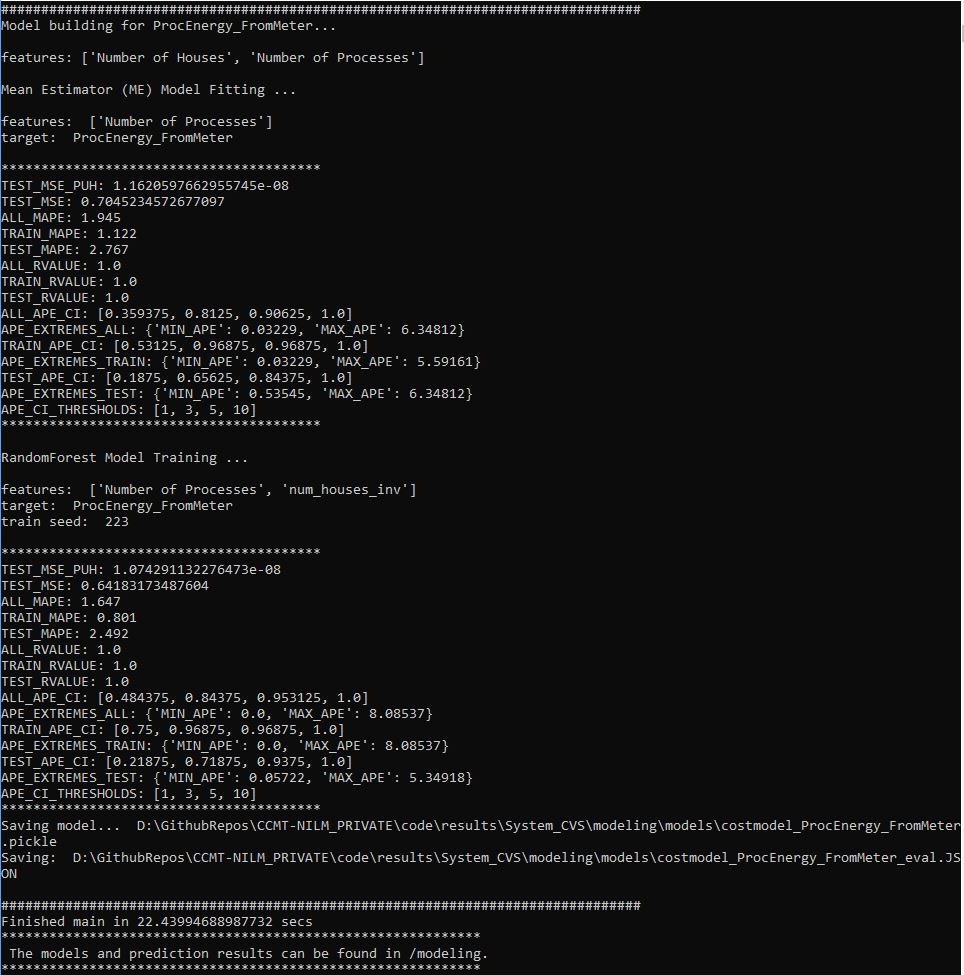 ################################################################################
Model building for ProcEnergy_FromMeter...
features: ['Number of Houses', 'Number of Processes']
Mean Estimator (ME) Model Fitting ...
features:  ['Number of Processes']
target:  ProcEnergy_FromMeter
****************************************
TEST_MSE_PUH: 1.1620597662955745e-08
TEST_MSE: 0.7045234572677097
ALL_MAPE: 1.945
TRAIN_MAPE: 1.122
TEST_MAPE: 2.767
ALL_RVALUE: 1.0
TRAIN_RVALUE: 1.0
TEST_RVALUE: 1.0
ALL_APE_CI: [0.359375, 0.8125, 0.90625, 1.0]
APE_EXTREMES_ALL: {'MIN_APE': 0.03229, 'MAX_APE': 6.34812}
TRAIN_APE_CI: [0.53125, 0.96875, 0.96875, 1.0]
APE_EXTREMES_TRAIN: {'MIN_APE': 0.03229, 'MAX_APE': 5.59161}
TEST_APE_CI: [0.1875, 0.65625, 0.84375, 1.0]
APE_EXTREMES_TEST: {'MIN_APE': 0.53545, 'MAX_APE': 6.34812}
APE_CI_THRESHOLDS: [1, 3, 5, 10]
****************************************
RandomForest Model Training ...
features:  ['Number of Processes', 'num_houses_inv']
target:  ProcEnergy_FromMeter
train seed:  223
****************************************
TEST_MSE_PUH: 1.074291132276473e-08
TEST_MSE: 0.64183173487604
ALL_MAPE: 1.647
TRAIN_MAPE: 0.801
TEST_MAPE: 2.492
ALL_RVALUE: 1.0
TRAIN_RVALUE: 1.0
TEST_RVALUE: 1.0
ALL_APE_CI: [0.484375, 0.84375, 0.953125, 1.0]
APE_EXTREMES_ALL: {'MIN_APE': 0.0, 'MAX_APE': 8.08537}
TRAIN_APE_CI: [0.75, 0.96875, 0.96875, 1.0]
APE_EXTREMES_TRAIN: {'MIN_APE': 0.0, 'MAX_APE': 8.08537}
TEST_APE_CI: [0.21875, 0.71875, 0.9375, 1.0]
APE_EXTREMES_TEST: {'MIN_APE': 0.05722, 'MAX_APE': 5.34918}
APE_CI_THRESHOLDS: [1, 3, 5, 10]
****************************************
Saving model...  D:\GithubRepos\CCMT-NILM_PRIVATE\code\results\System_CVS\modeling\models\costmodel_ProcEnergy_FromMeter
.pickle
Saving:  D:\GithubRepos\CCMT-NILM_PRIVATE\code\results\System_CVS\modeling\models\costmodel_ProcEnergy_FromMeter_eval.JS
ON
################################################################################
Finished main in 22.43994688987732 secs
************************************************************
 The models and prediction results can be found in /modeling.
************************************************************